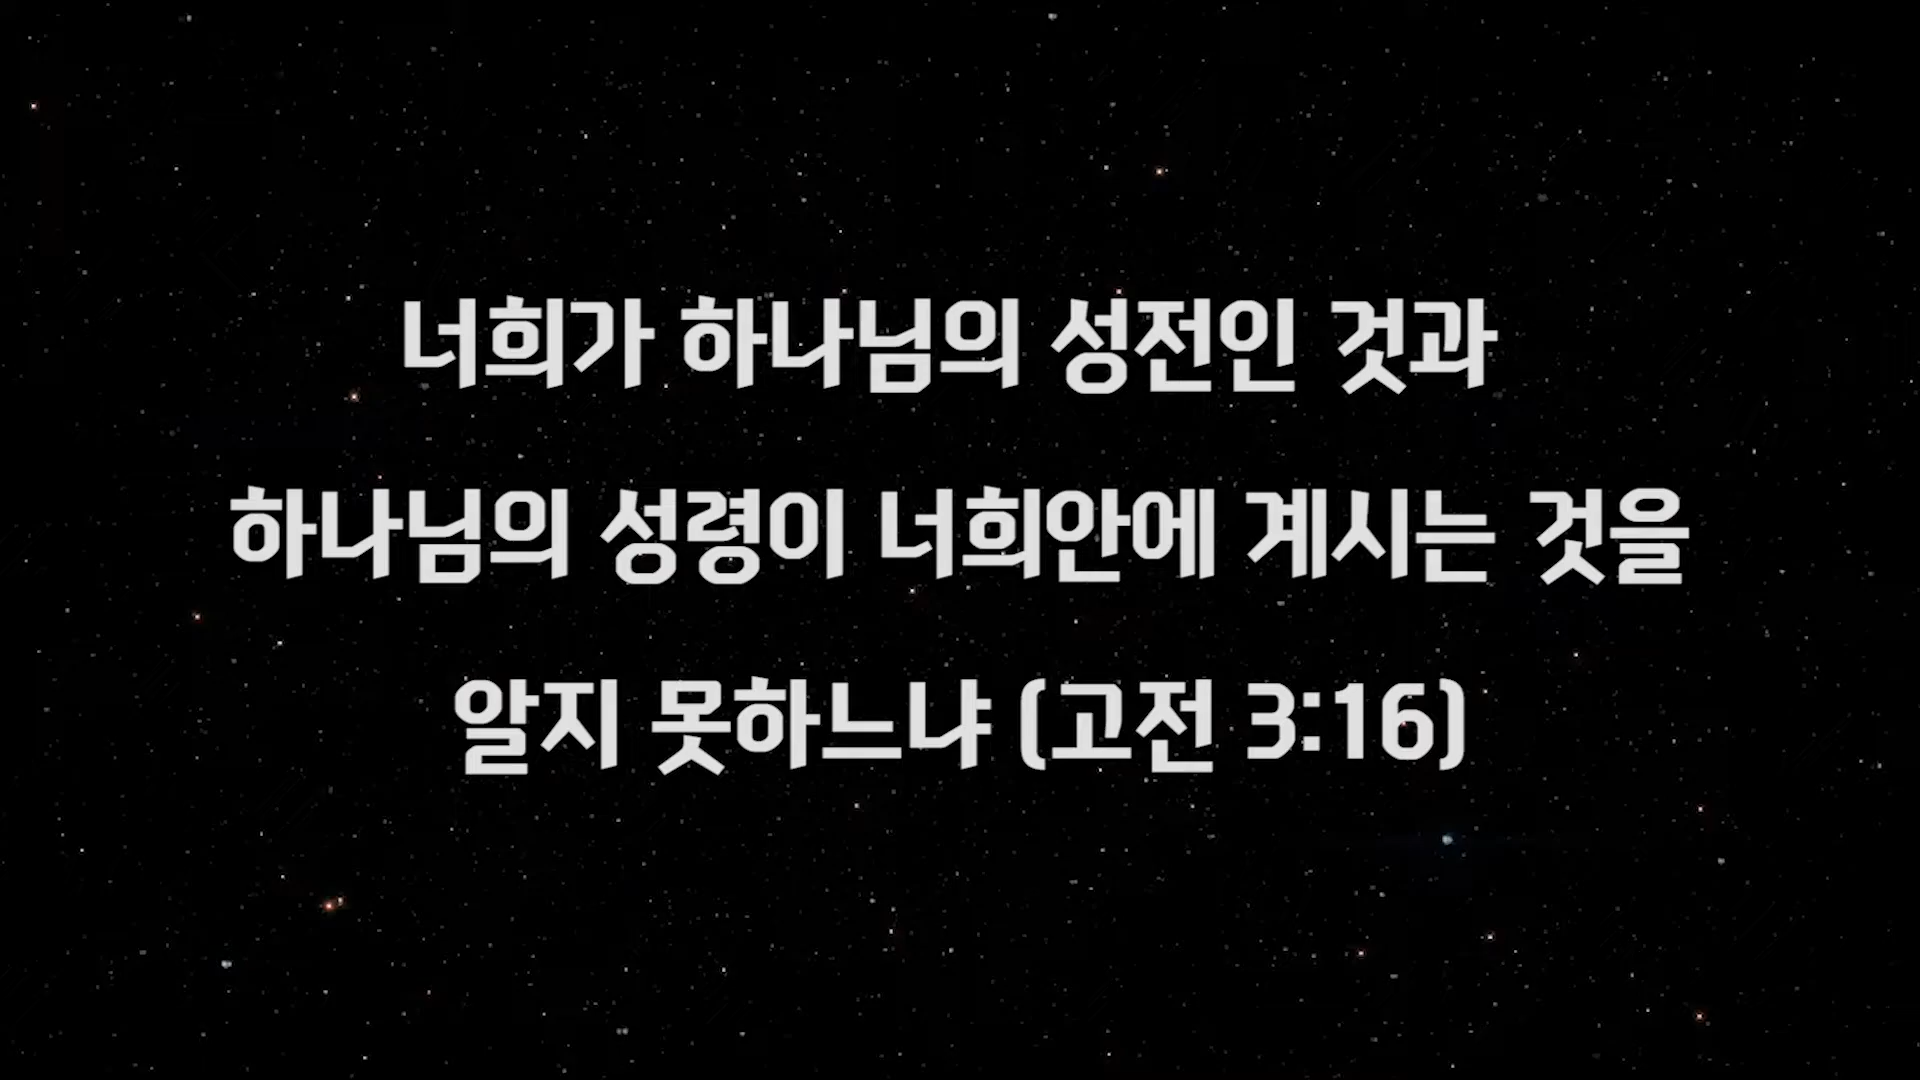 너희가 하나님의 성전인 것과
하나님의 성령이 너희안에 계시는 것을
알지 못하느냐 (고전 3:16)